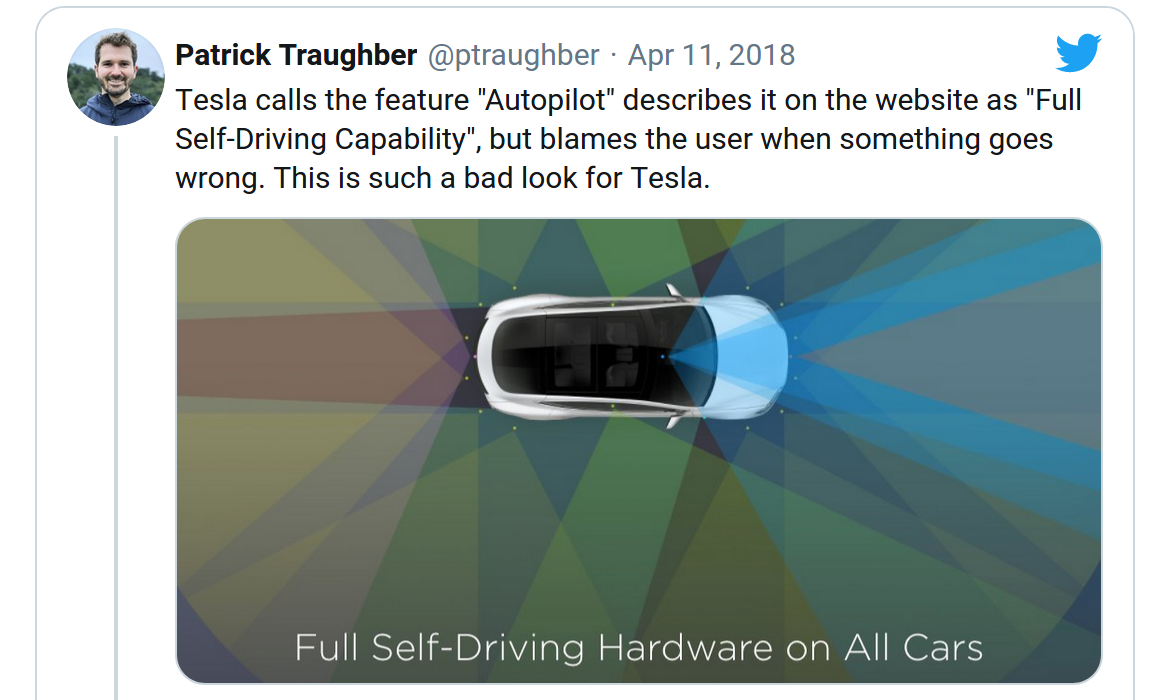 Patrick Traughber @ptraughber · Apr 11, 2018
Tesla calls the feature "Autopilot" describes it on the website as "Full
Self-Driving Capability", but blames the user when something goes
wrong. This is such a bad look for Tesla.
Full Self-Driving Hardware on All Cars